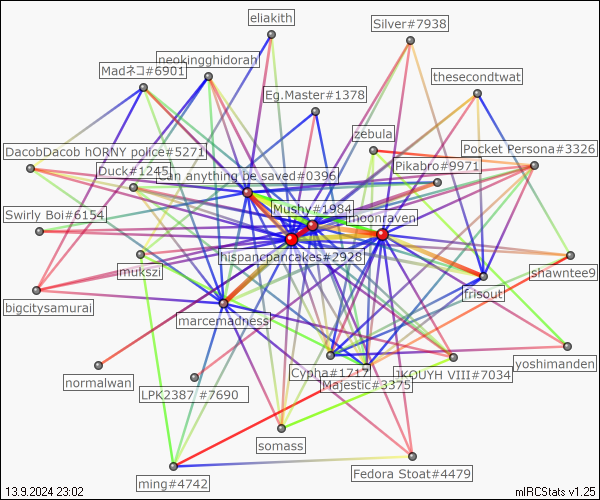 eliakith
Silver#7938
neokingghidorah
Madネコ#6901
thesecondtwat
Eg.Master#1378
zebula
Pocket Persona#3326
DacobDacob hORNY police#5271
Pikabro#9971
Duck#1245
Can anything be saved#0396
Mushy#1984
Swirly Boi#6154
moonraven
hispancpancakes#2928
mukszi
shawntee9
frisout
bigcitysamurai
marcemadness
yoshimanden
Cypha#1717
JKOUYH VIII#7034
normalwan
Majestic#3375
LPK2387 #7690
somass
Fedora Stoat#4479
ming#4742
13.9.2024 23:02
mIRCStats v1.25